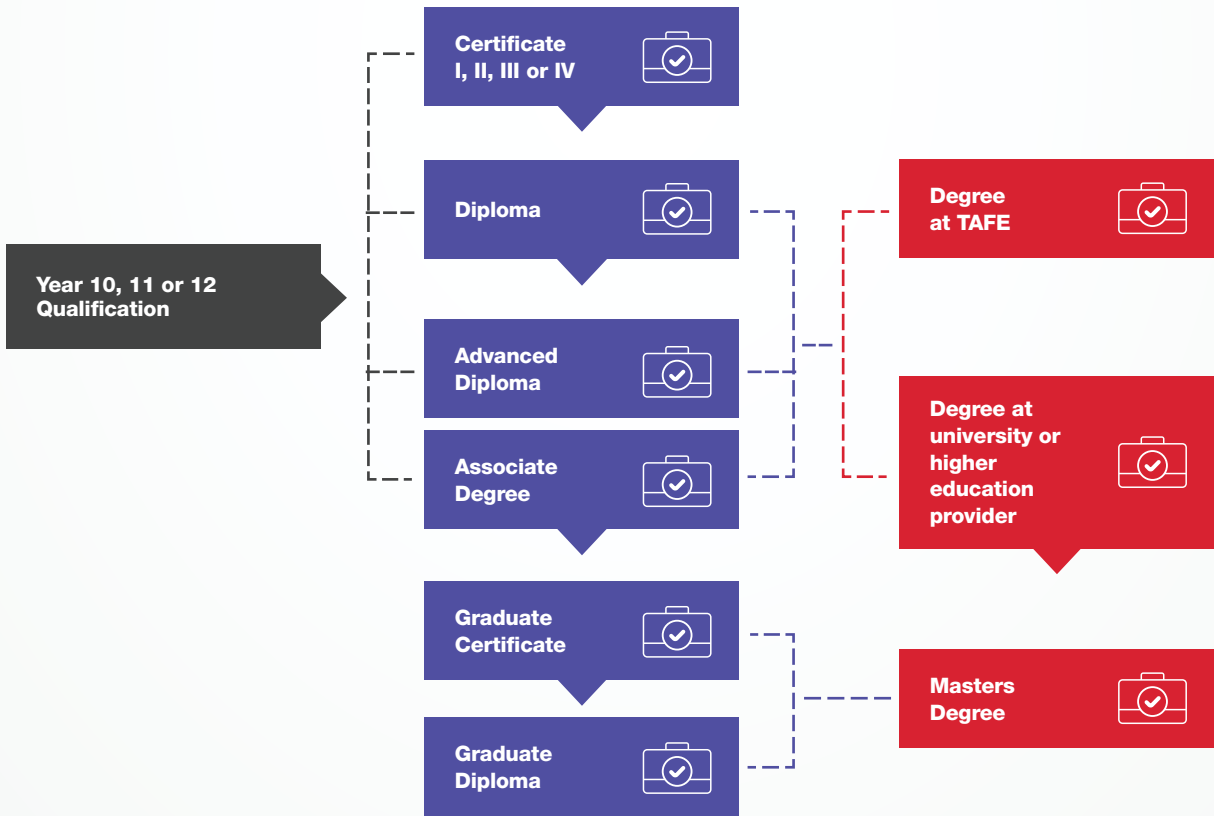 Year 10, 11 or 12
Qualification
Certificate
I, II, III or IV
Diploma
Advanced
Diploma
Associate
Degree
Graduate
Certificate
Graduate
Diploma
Degree
at TAFE
Degree at
university or
higher
education
provider
Masters
Degree